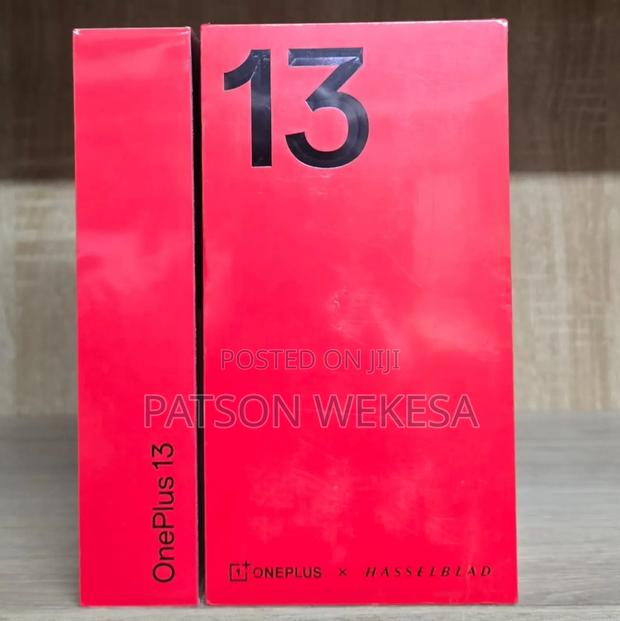 13
POSTED ON JIJI
PATSON WEKESA
OnePlus 13
1+ ONEPLUS × HASSELBLAD